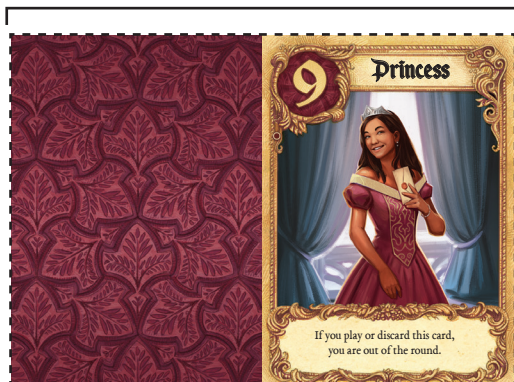 9
Princess
If you play or discard this card,
you are out of the round.